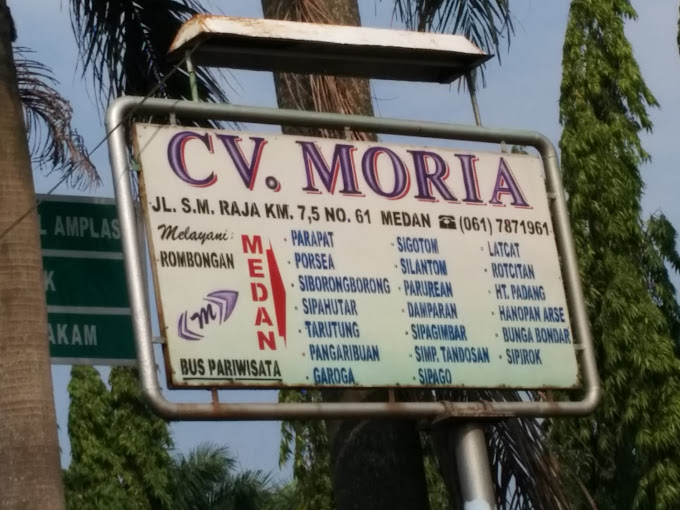 CV. MORIA
JL. S.M. RAJA KM. 7,5 NO. 61 MEDAN ☎ (061) 7871961
Melayani:
ROMBONGAN
m
BUS PARIWISATA
MEDAN
· PARAPAT
· PORSEA
· SIBORONGBORONG
· SIPAHUTAR
· TARUTUNG
· PANGARIBUAN
· GAROGA
· SIGOTOM
· SILANTOM
· PARUREAN
· DAMPARAN
· SIPAGIMBAR
· SIMP. TANDOSAN
· SIPAGO
· LATCAT
· ROTCITAN
· HT. PADANG
· HANOPAN ARSE
· BUNGA BONDAR
· SIPIROK
AMPLAS
K
AKAM